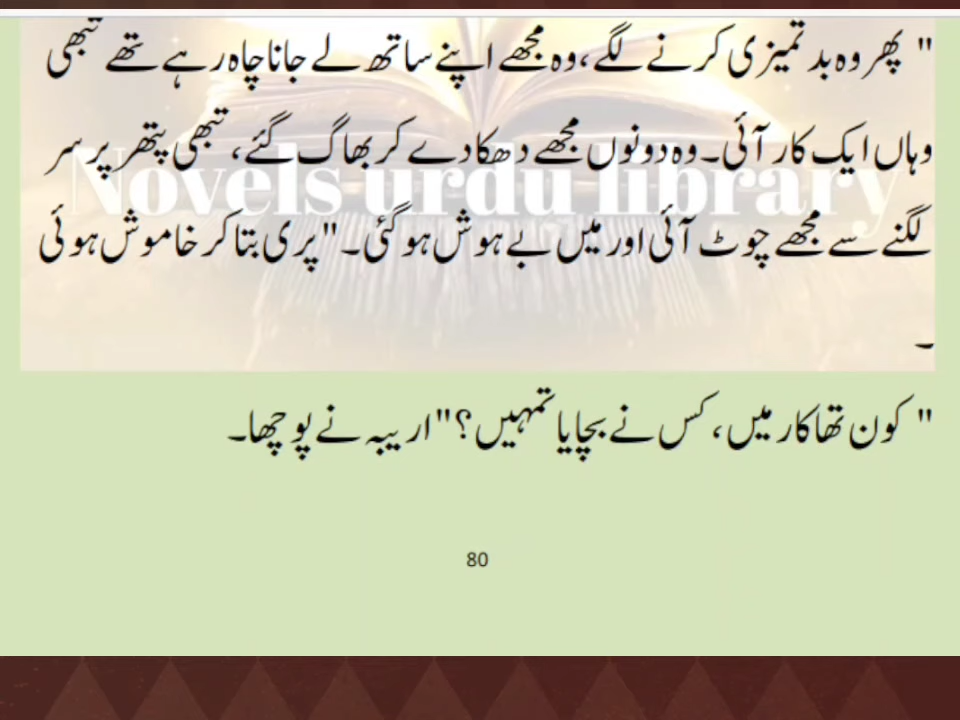 " پھر وہ بدتمیزی کرنے لگے، وہ مجھے اپنے ساتھ لے جانا چاہ رہے تھے تبھی
وہاں ایک کار آئی۔ وہ دونوں مجھے دھکا دے کر بھاگ گئے، تبھی پتھر پر سر
Novels urdu library
لگنے سے مجھے چوٹ آئی اور میں بے ہوش ہو گئی۔" پری بتا کر خاموش ہوئی
۔
" کون تھا کار میں، کس نے بچایا تمہیں؟" اریبہ نے پوچھا۔
80